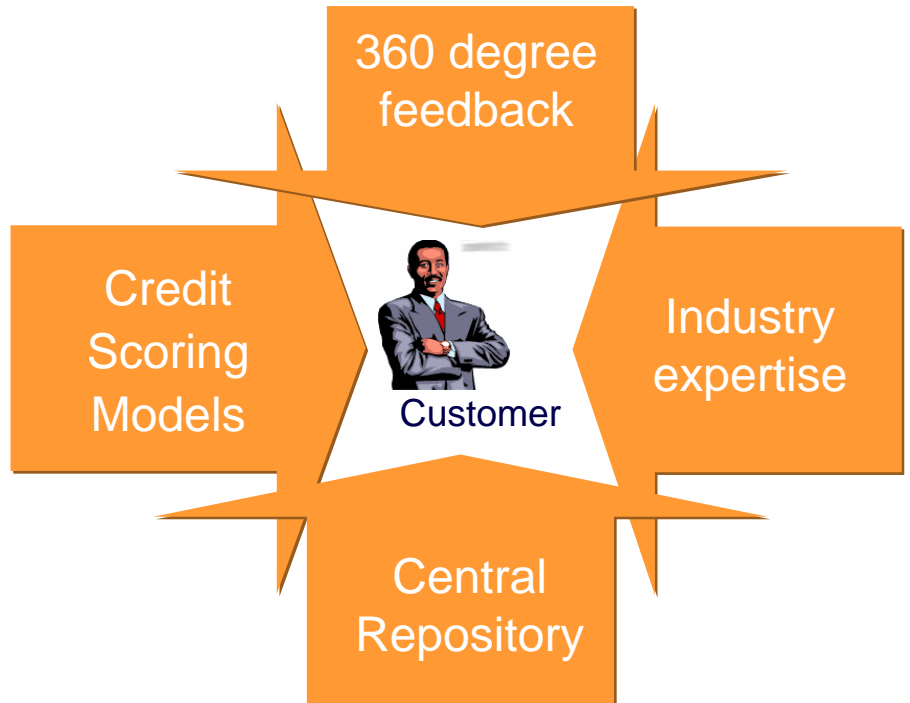 360 degree
feedback
Credit
Scoring
Models
Industry
expertise
Customer
Central
Repository